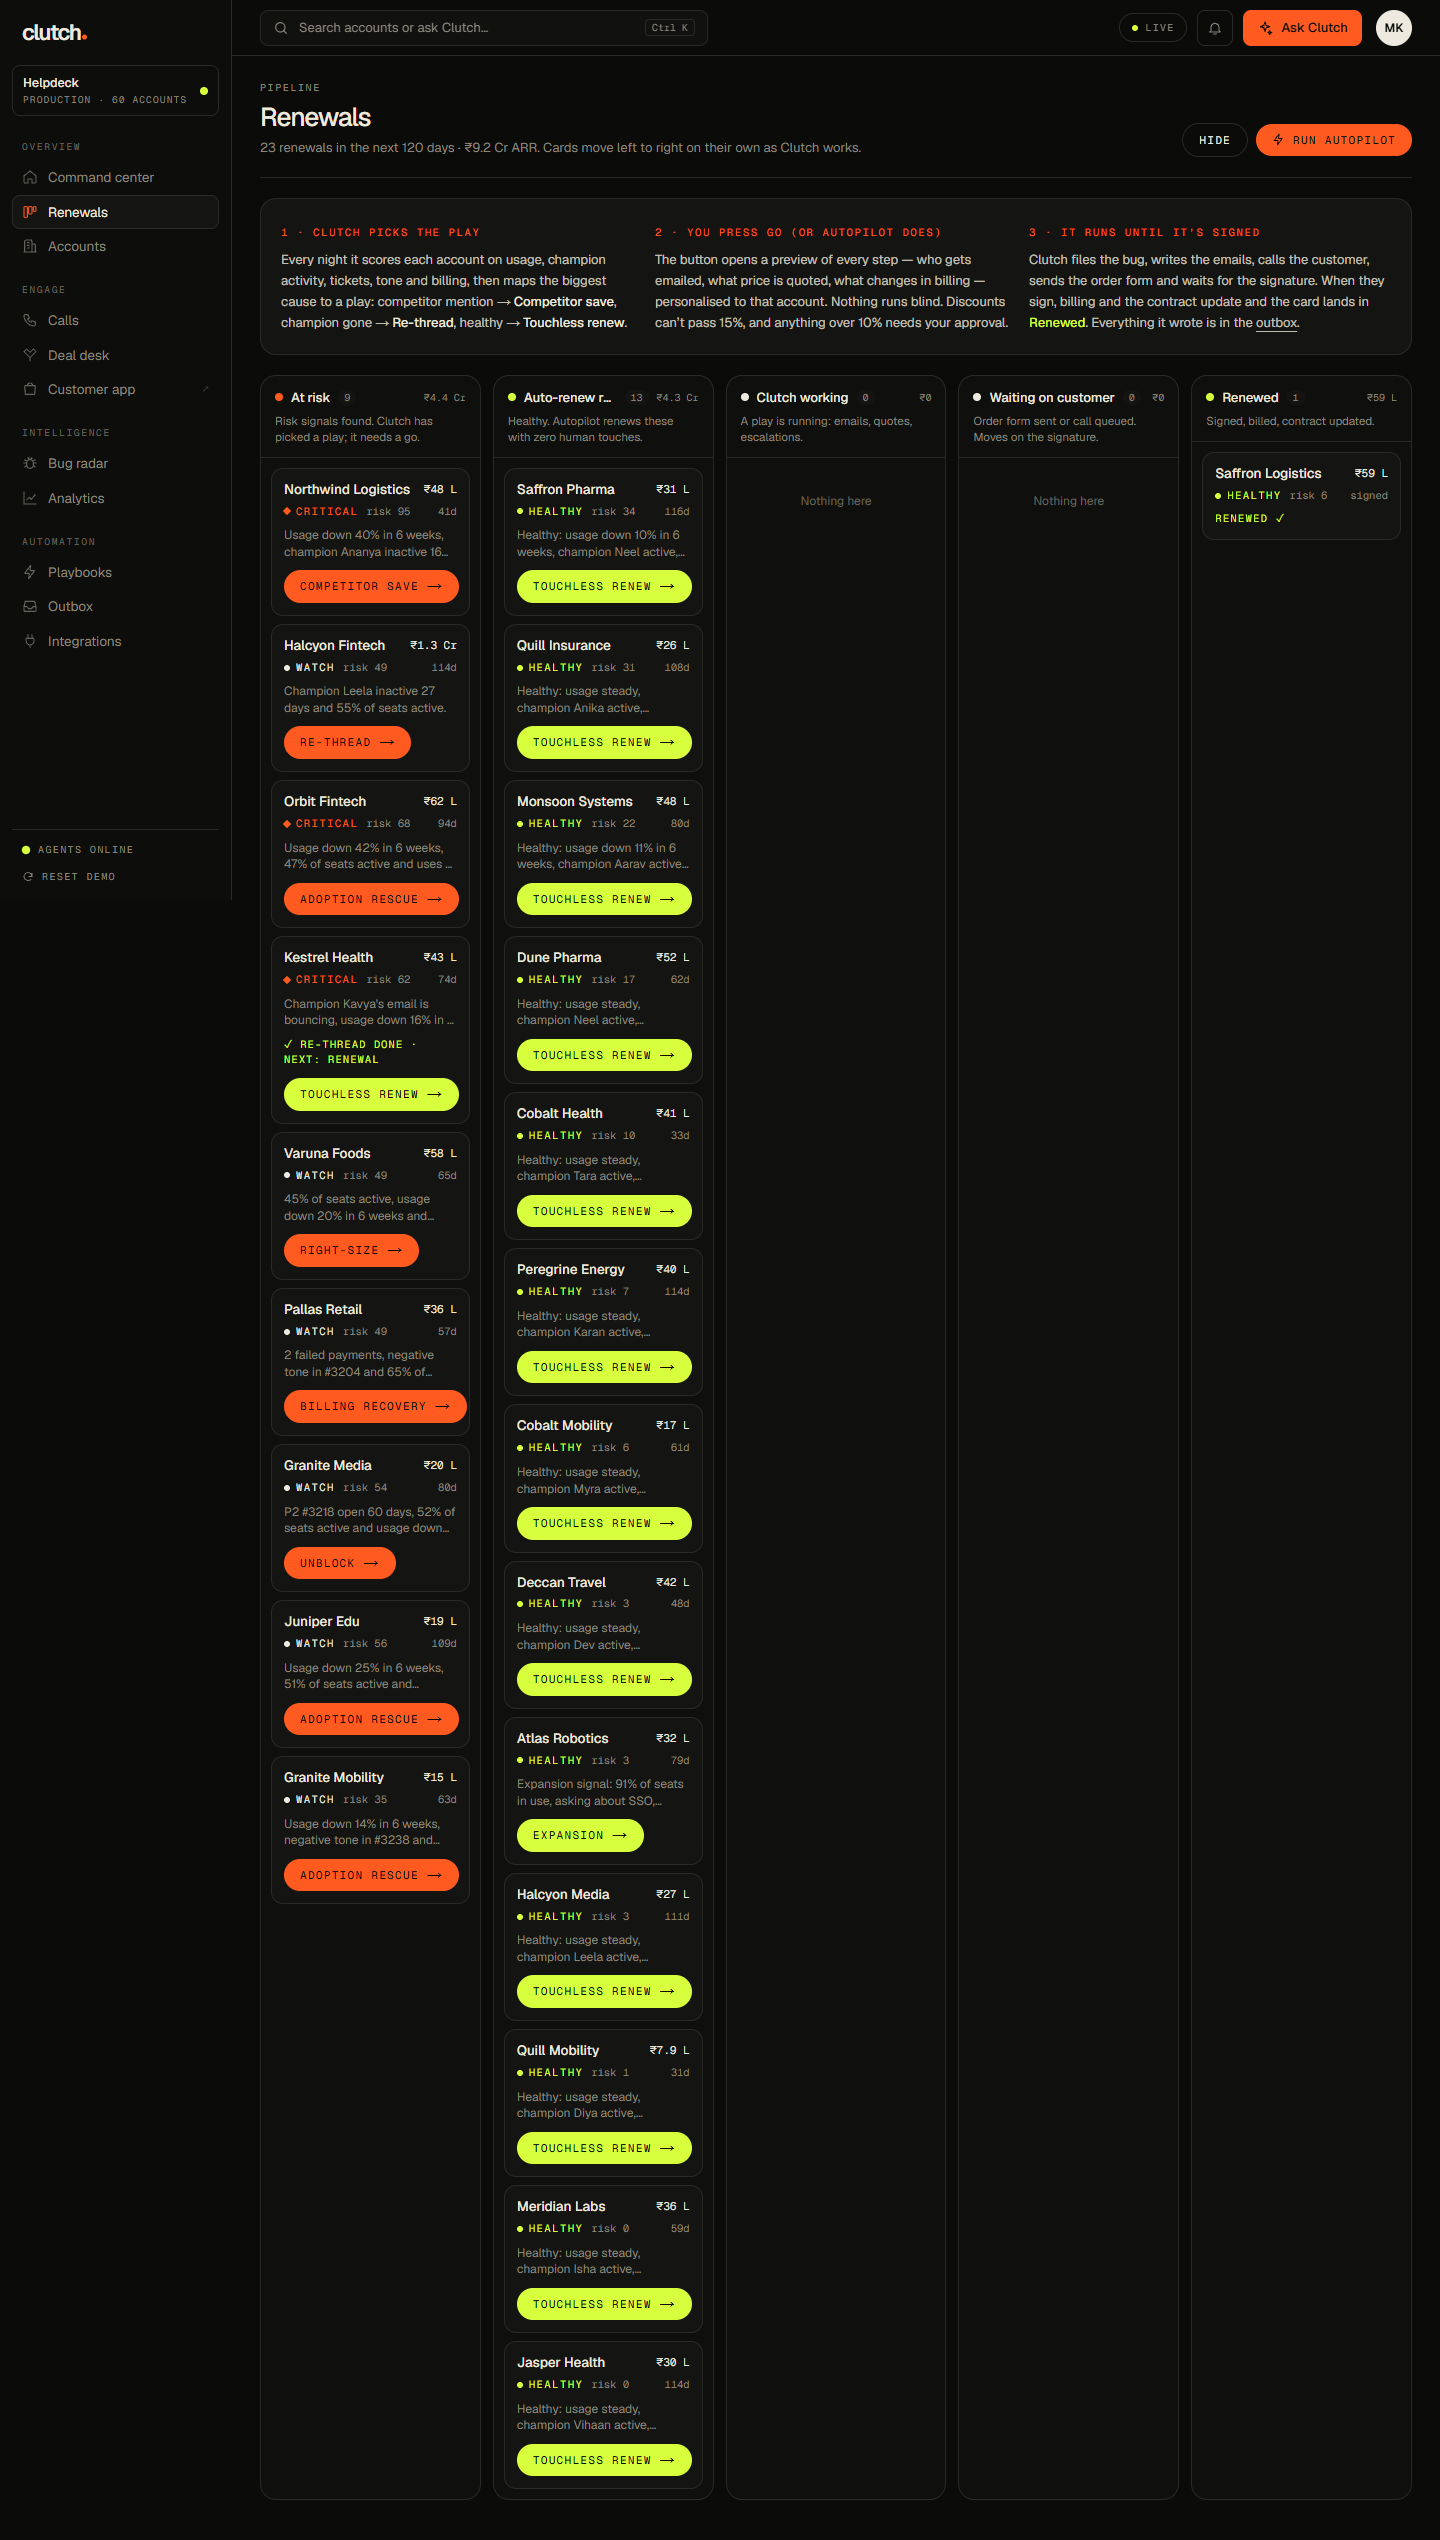 clutch.
Search accounts or ask Clutch...
Ctrl K
LIVE
Ask Clutch
MK
Helpdeck
PRODUCTION · 60 ACCOUNTS
OVERVIEW
Command center
Renewals
Accounts
ENGAGE
Calls
Deal desk
Customer app
INTELLIGENCE
Bug radar
Analytics
AUTOMATION
Playbooks
Outbox
Integrations
AGENTS ONLINE
RESET DEMO
PIPELINE
Renewals
23 renewals in the next 120 days · ₹9.2 Cr ARR. Cards move left to right on their own as Clutch works.
HIDE
RUN AUTOPILOT
1 · CLUTCH PICKS THE PLAY
Every night it scores each account on usage, champion
activity, tickets, tone and billing, then maps the biggest
cause to a play: competitor mention → Competitor save,
champion gone → Re-thread, healthy → Touchless renew.
2 · YOU PRESS GO (OR AUTOPILOT DOES)
The button opens a preview of every step — who gets
emailed, what price is quoted, what changes in billing —
personalised to that account. Nothing runs blind. Discounts
can't pass 15%, and anything over 10% needs your approval.
3 · IT RUNS UNTIL IT'S SIGNED
Clutch files the bug, writes the emails, calls the customer,
sends the order form and waits for the signature. When they
sign, billing and the contract update and the card lands in
Renewed. Everything it wrote is in the outbox.
At risk 9 ₹4.4 Cr
Risk signals found. Clutch has
picked a play; it needs a go.
Northwind Logistics ₹48 L
CRITICAL risk 95 41d
Usage down 40% in 6 weeks,
champion Ananya inactive 16...
COMPETITOR SAVE →
Halcyon Fintech ₹1.3 Cr
WATCH risk 49 114d
Champion Leela inactive 27
days and 55% of seats active.
RE-THREAD →
Orbit Fintech ₹62 L
CRITICAL risk 68 94d
Usage down 42% in 6 weeks,
47% of seats active and uses ...
ADOPTION RESCUE →
Kestrel Health ₹43 L
CRITICAL risk 62 74d
Champion Kavya's email is
bouncing, usage down 16% in ...
✓ RE-THREAD DONE ·
NEXT: RENEWAL
TOUCHLESS RENEW →
Varuna Foods ₹58 L
WATCH risk 49 65d
45% of seats active, usage
down 20% in 6 weeks and...
RIGHT-SIZE →
Pallas Retail ₹36 L
WATCH risk 49 57d
2 failed payments, negative
tone in #3204 and 65% of...
BILLING RECOVERY →
Granite Media ₹20 L
WATCH risk 54 80d
P2 #3218 open 60 days, 52% of
seats active and usage down...
UNBLOCK →
Juniper Edu ₹19 L
WATCH risk 56 109d
Usage down 25% in 6 weeks,
51% of seats active and...
ADOPTION RESCUE →
Granite Mobility ₹15 L
WATCH risk 35 63d
Usage down 14% in 6 weeks,
negative tone in #3238 and...
ADOPTION RESCUE →
Auto-renew r... 13 ₹4.3 Cr
Healthy. Autopilot renews these
with zero human touches.
Saffron Pharma ₹31 L
HEALTHY risk 34 116d
Healthy: usage down 10% in 6
weeks, champion Neel active,...
TOUCHLESS RENEW →
Quill Insurance ₹26 L
HEALTHY risk 31 108d
Healthy: usage steady,
champion Anika active,...
TOUCHLESS RENEW →
Monsoon Systems ₹48 L
HEALTHY risk 22 80d
Healthy: usage down 11% in 6
weeks, champion Aarav active...
TOUCHLESS RENEW →
Dune Pharma ₹52 L
HEALTHY risk 17 62d
Healthy: usage steady,
champion Neel active,...
TOUCHLESS RENEW →
Cobalt Health ₹41 L
HEALTHY risk 10 33d
Healthy: usage steady,
champion Tara active,...
TOUCHLESS RENEW →
Peregrine Energy ₹40 L
HEALTHY risk 7 114d
Healthy: usage steady,
champion Karan active,...
TOUCHLESS RENEW →
Cobalt Mobility ₹17 L
HEALTHY risk 6 61d
Healthy: usage steady,
champion Myra active,...
TOUCHLESS RENEW →
Deccan Travel ₹42 L
HEALTHY risk 3 48d
Healthy: usage steady,
champion Dev active,...
TOUCHLESS RENEW →
Atlas Robotics ₹32 L
HEALTHY risk 3 79d
Expansion signal: 91% of seats
in use, asking about SSO,...
EXPANSION →
Halcyon Media ₹27 L
HEALTHY risk 3 111d
Healthy: usage steady,
champion Leela active,...
TOUCHLESS RENEW →
Quill Mobility ₹7.9 L
HEALTHY risk 1 31d
Healthy: usage steady,
champion Diya active,...
TOUCHLESS RENEW →
Meridian Labs ₹36 L
HEALTHY risk 0 59d
Healthy: usage steady,
champion Isha active,...
TOUCHLESS RENEW →
Jasper Health ₹30 L
HEALTHY risk 0 114d
Healthy: usage steady,
champion Vihaan active,...
TOUCHLESS RENEW →
Clutch working 0 ₹0
A play is running: emails, quotes,
escalations.
Nothing here
Waiting on customer 0 ₹0
Order form sent or call queued.
Moves on the signature.
Nothing here
Renewed 1 ₹59 L
Signed, billed, contract updated.
Saffron Logistics ₹59 L
HEALTHY risk 6 signed
RENEWED ✓